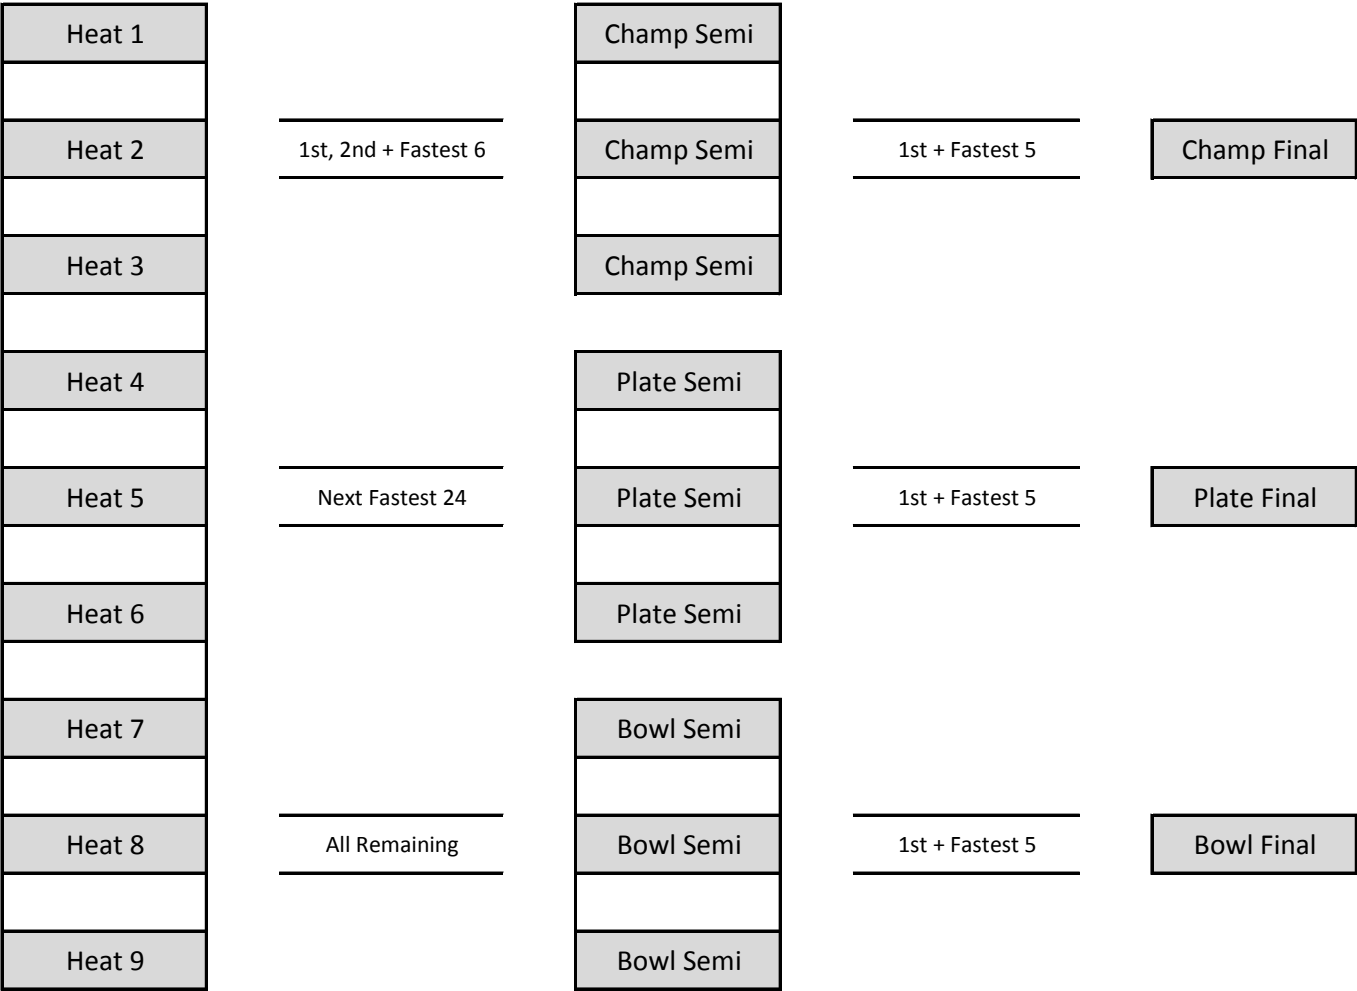 Heat 1
Champ Semi
Heat 2
1st, 2nd + Fastest 6
Champ Semi
1st + Fastest 5
Champ Final
Heat 3
Champ Semi
Heat 4
Plate Semi
Heat 5
Next Fastest 24
Plate Semi
1st + Fastest 5
Plate Final
Heat 6
Plate Semi
Heat 7
Bowl Semi
Heat 8
All Remaining
Bowl Semi
1st + Fastest 5
Bowl Final
Heat 9
Bowl Semi